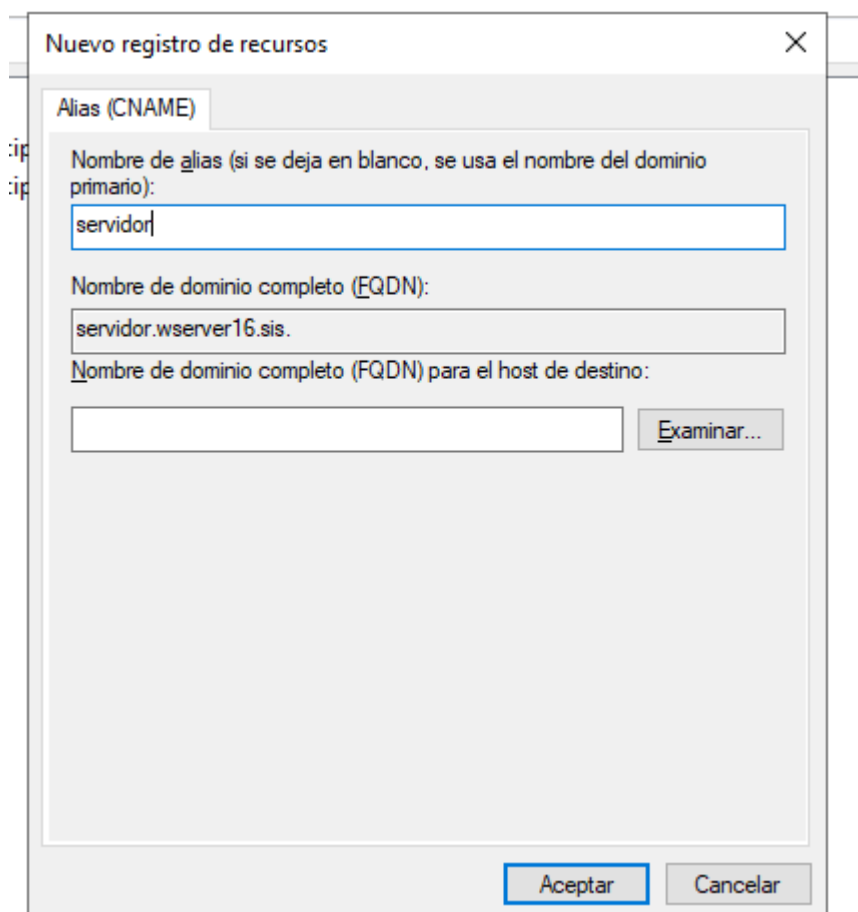 Nuevo registro de recursos
Alias (CNAME)
Nombre de alias (si se deja en blanco, se usa el nombre del dominio
primario):
servidor
Nombre de dominio completo (FQDN):
servidor.wserver16.sis.
Nombre de dominio completo (FQDN) para el host de destino:
Examinar...
Aceptar
Cancelar